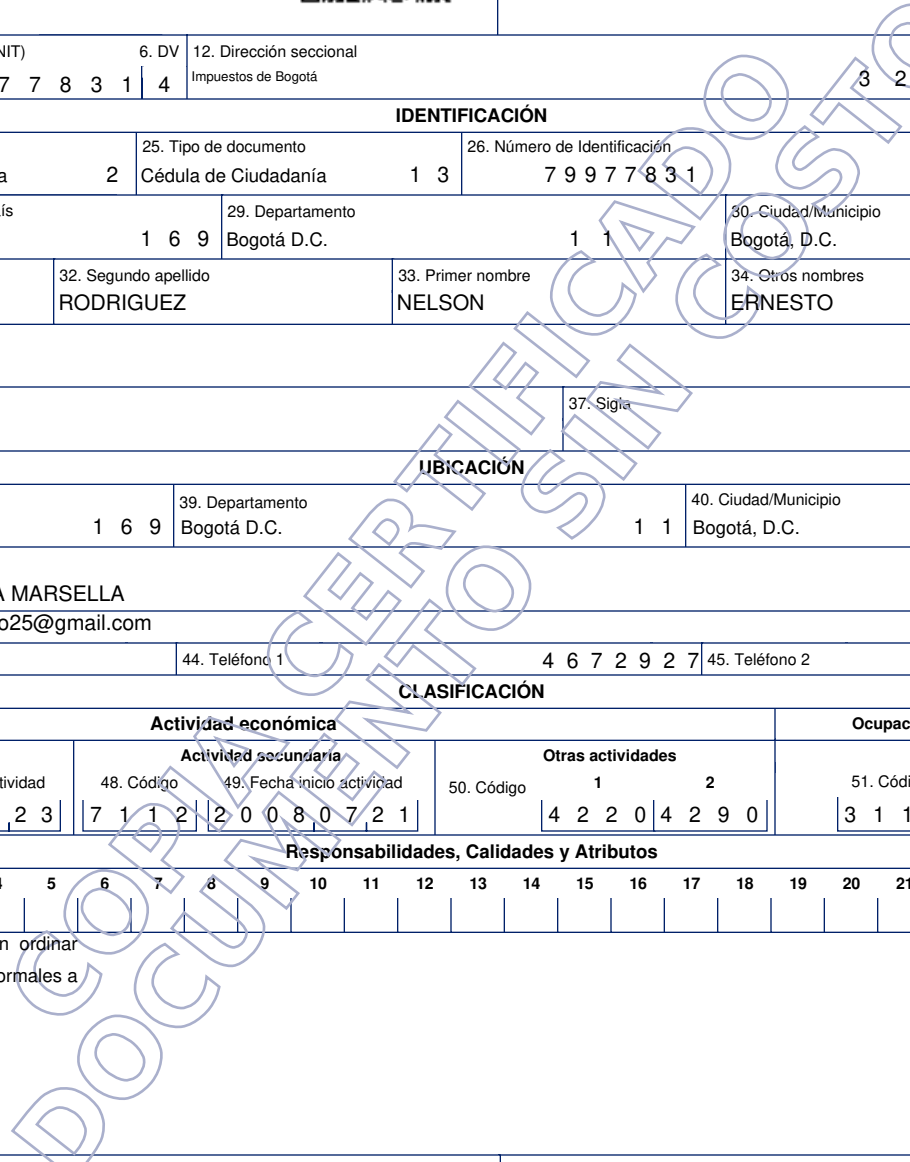 NIT) 6. DV 12. Dirección seccional
7 7 8 3 1 4 Impuestos de Bogotá 3 2
IDENTIFICACIÓN
25. Tipo de documento 26. Número de Identificación
a 2 Cédula de Ciudadanía 1 3 7 9 9 7 7 8 3 1
ís 29. Departamento 30. Ciudad/Municipio
1 6 9 Bogotá D.C. 1 1 Bogotá, D.C.
32. Segundo apellido 33. Primer nombre 34. Otros nombres
RODRIGUEZ NELSON ERNESTO
37. Sigla
UBICACIÓN
39. Departamento 40. Ciudad/Municipio
1 6 9 Bogotá D.C. 1 1 Bogotá, D.C.
A MARSELLA
o25@gmail.com
44. Teléfono 1 4 6 7 2 9 2 7 45. Teléfono 2
CLASIFICACIÓN
Actividad económica Ocupac
Actividad secundaria Otras actividades
tividad 48. Código 49. Fecha inicio actividad 50. Código 1 2 51. Códi
2 3 7 1 1 2 2 0 0 8 0 7 2 1 4 2 2 0 4 2 9 0 3 1 1
Responsabilidades, Calidades y Atributos
4 5 6 7 8 9 10 11 12 13 14 15 16 17 18 19 20 21
n ordinar
ormales a
COPIA CERTIFICADO
DOCUMENTO SIN COSTO